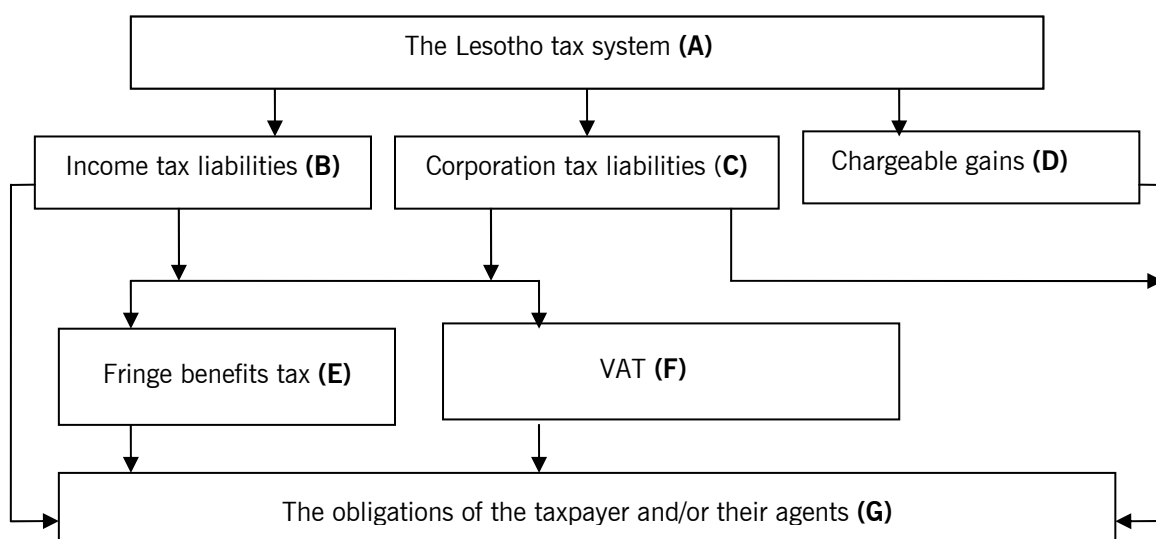 The Lesotho tax system (A)
Income tax liabilities (B)
Corporation tax liabilities (C)
Chargeable gains (D)
Fringe benefits tax (E)
VAT (F)
The obligations of the taxpayer and/or their agents (G)